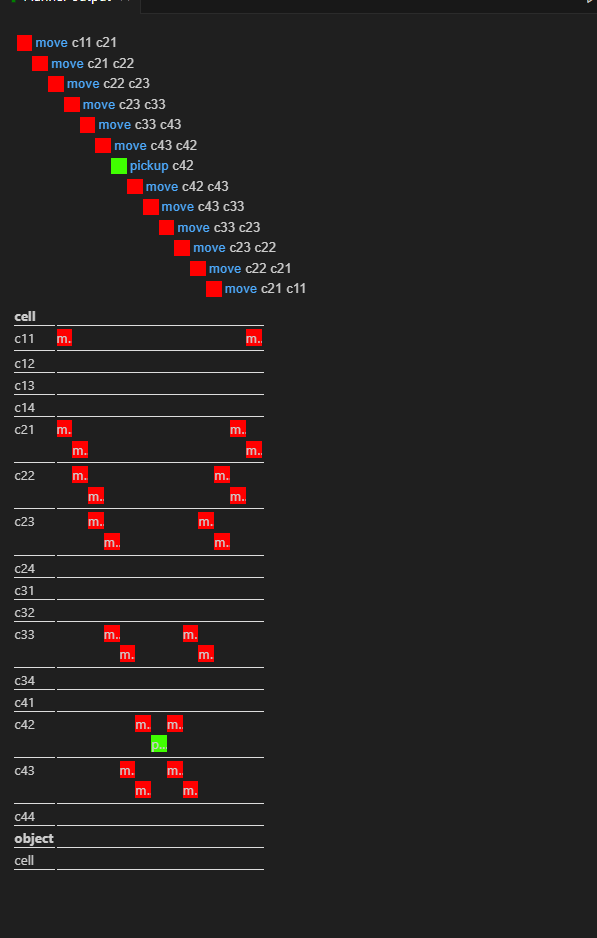 Planner output
move c11 c21
move c21 c22
move c22 c23
move c23 c33
move c33 c43
move c43 c42
pickup c42
move c42 c43
move c43 c33
move c33 c23
move c23 c22
move c22 c21
move c21 c11
cell
c11 m.. m..
c12
c13
c14
c21 m.. m..
m.. m..
c22 m.. m..
m.. m..
c23 m.. m..
m.. m..
c24
c31
c32
c33 m.. m..
m.. m..
c34
c41
c42 m.. m..
p...
c43 m.. m..
m.. m..
c44
object
cell